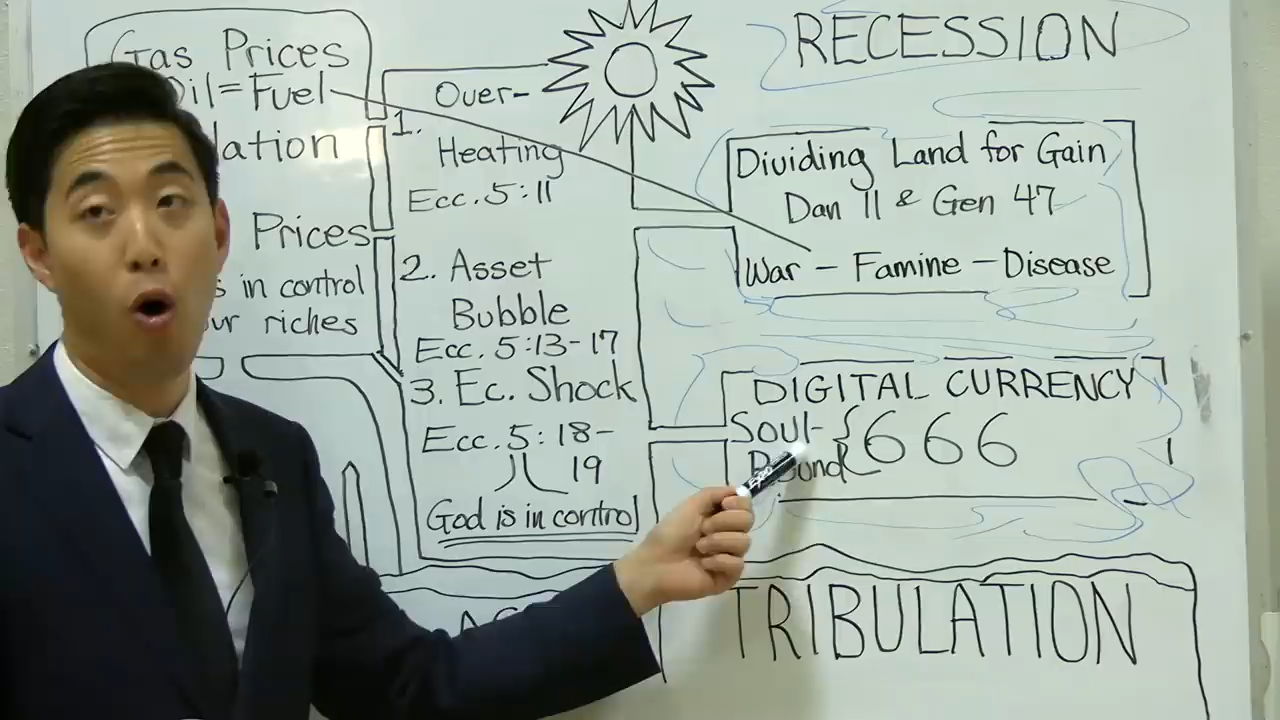 Gas Prices
Oil=Fuel
lation
Prices
s in control
ur riches
Over-
1.
Heating
Ecc. 5:11
2. Asset
Bubble
Ecc. 5:13-17
3. Ec. Shock
Ecc. 5:18-
19
God is in control
RECESSION
Dividing Land for Gain
Dan 11 & Gen 47
War - Famine - Disease
DIGITAL CURRENCY
Soul- {666
Bound
TRIBULATION